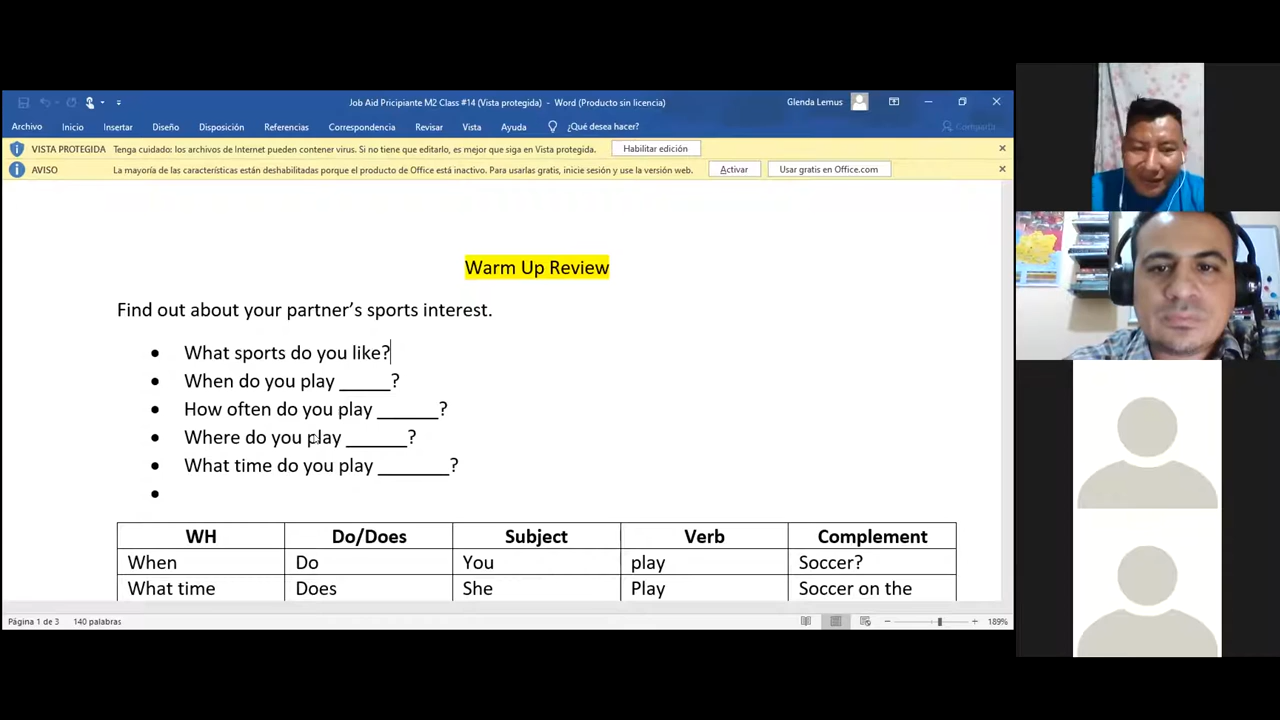 Job Aid Pricipiante M2 Class #14 (Vista protegida) - Word (Producto sin licencia)
Glenda Lemus
Archivo Inicio Insertar Diseño Disposición Referencias Correspondencia Revisar Vista Ayuda ¿Qué desea hacer? Compartir
VISTA PROTEGIDA Tenga cuidado: los archivos de Internet pueden contener virus. Si no tiene que editarlo, es mejor que siga en Vista protegida. Habilitar edición
AVISO La mayoría de las características están deshabilitadas porque el producto de Office está inactivo. Para usarlas gratis, inicie sesión y use la versión web. Activar Usar gratis en Office.com
Warm Up Review
Find out about your partner's sports interest.
• What sports do you like?
• When do you play _____?
• How often do you play ______?
• Where do you play ______?
• What time do you play _______?
•
WH Do/Does Subject Verb Complement
When Do You play Soccer?
What time Does She Play Soccer on the
Página 1 de 3 140 palabras 189%